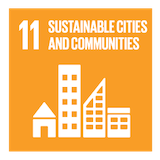 11 SUSTAINABLE CITIES
AND COMMUNITIES